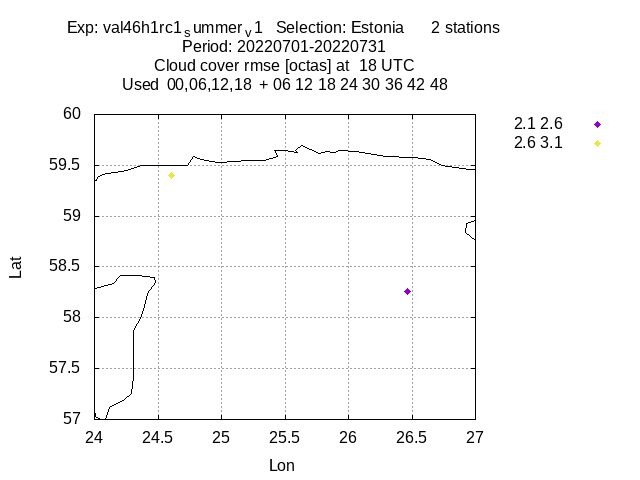 Exp: val46h1rc1summerv1   Selection: Estonia      2 stations
Period: 20220701-20220731
Cloud cover rmse [octas] at  18 UTC
Used  00,06,12,18  + 06 12 18 24 30 36 42 48
2.1 2.6
2.6 3.1
60
59.5
59
58.5
58
57.5
57
Lat
24 24.5 25 25.5 26 26.5 27
Lon